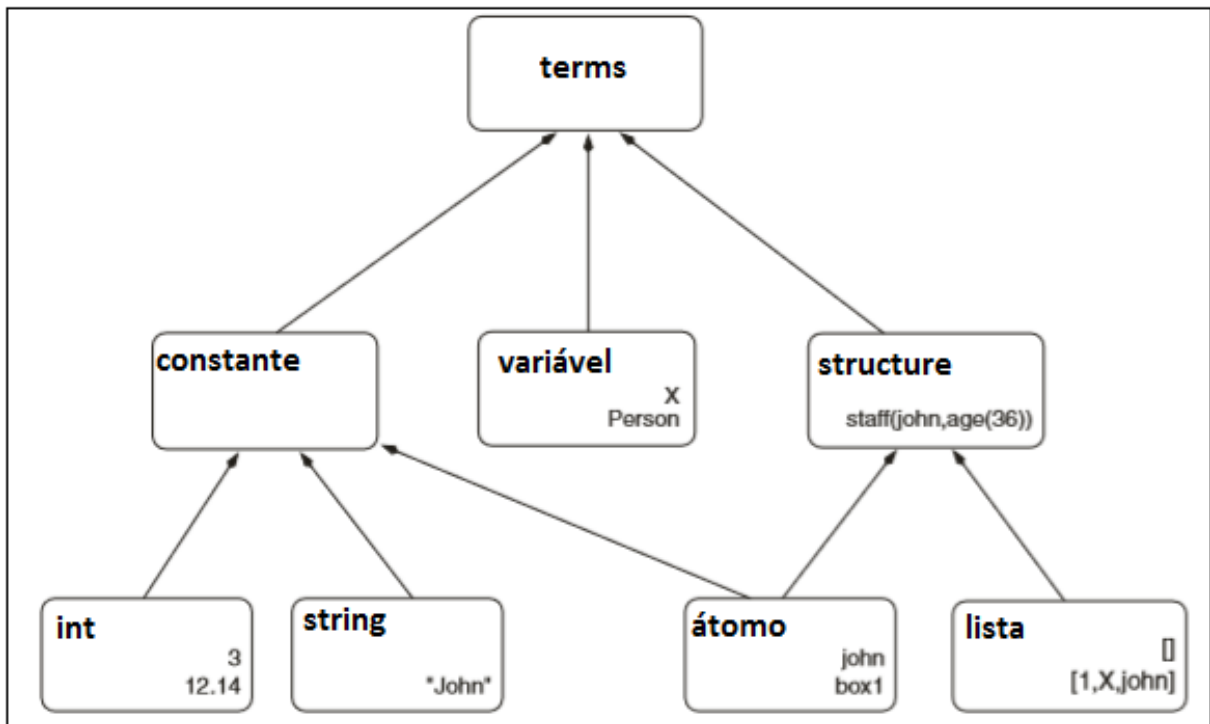 terms
constante
variável
X
Person
structure
staff(john,age(36))
int
3
12.14
string
"John"
átomo
john
box1
lista
[]
[1,X,john]